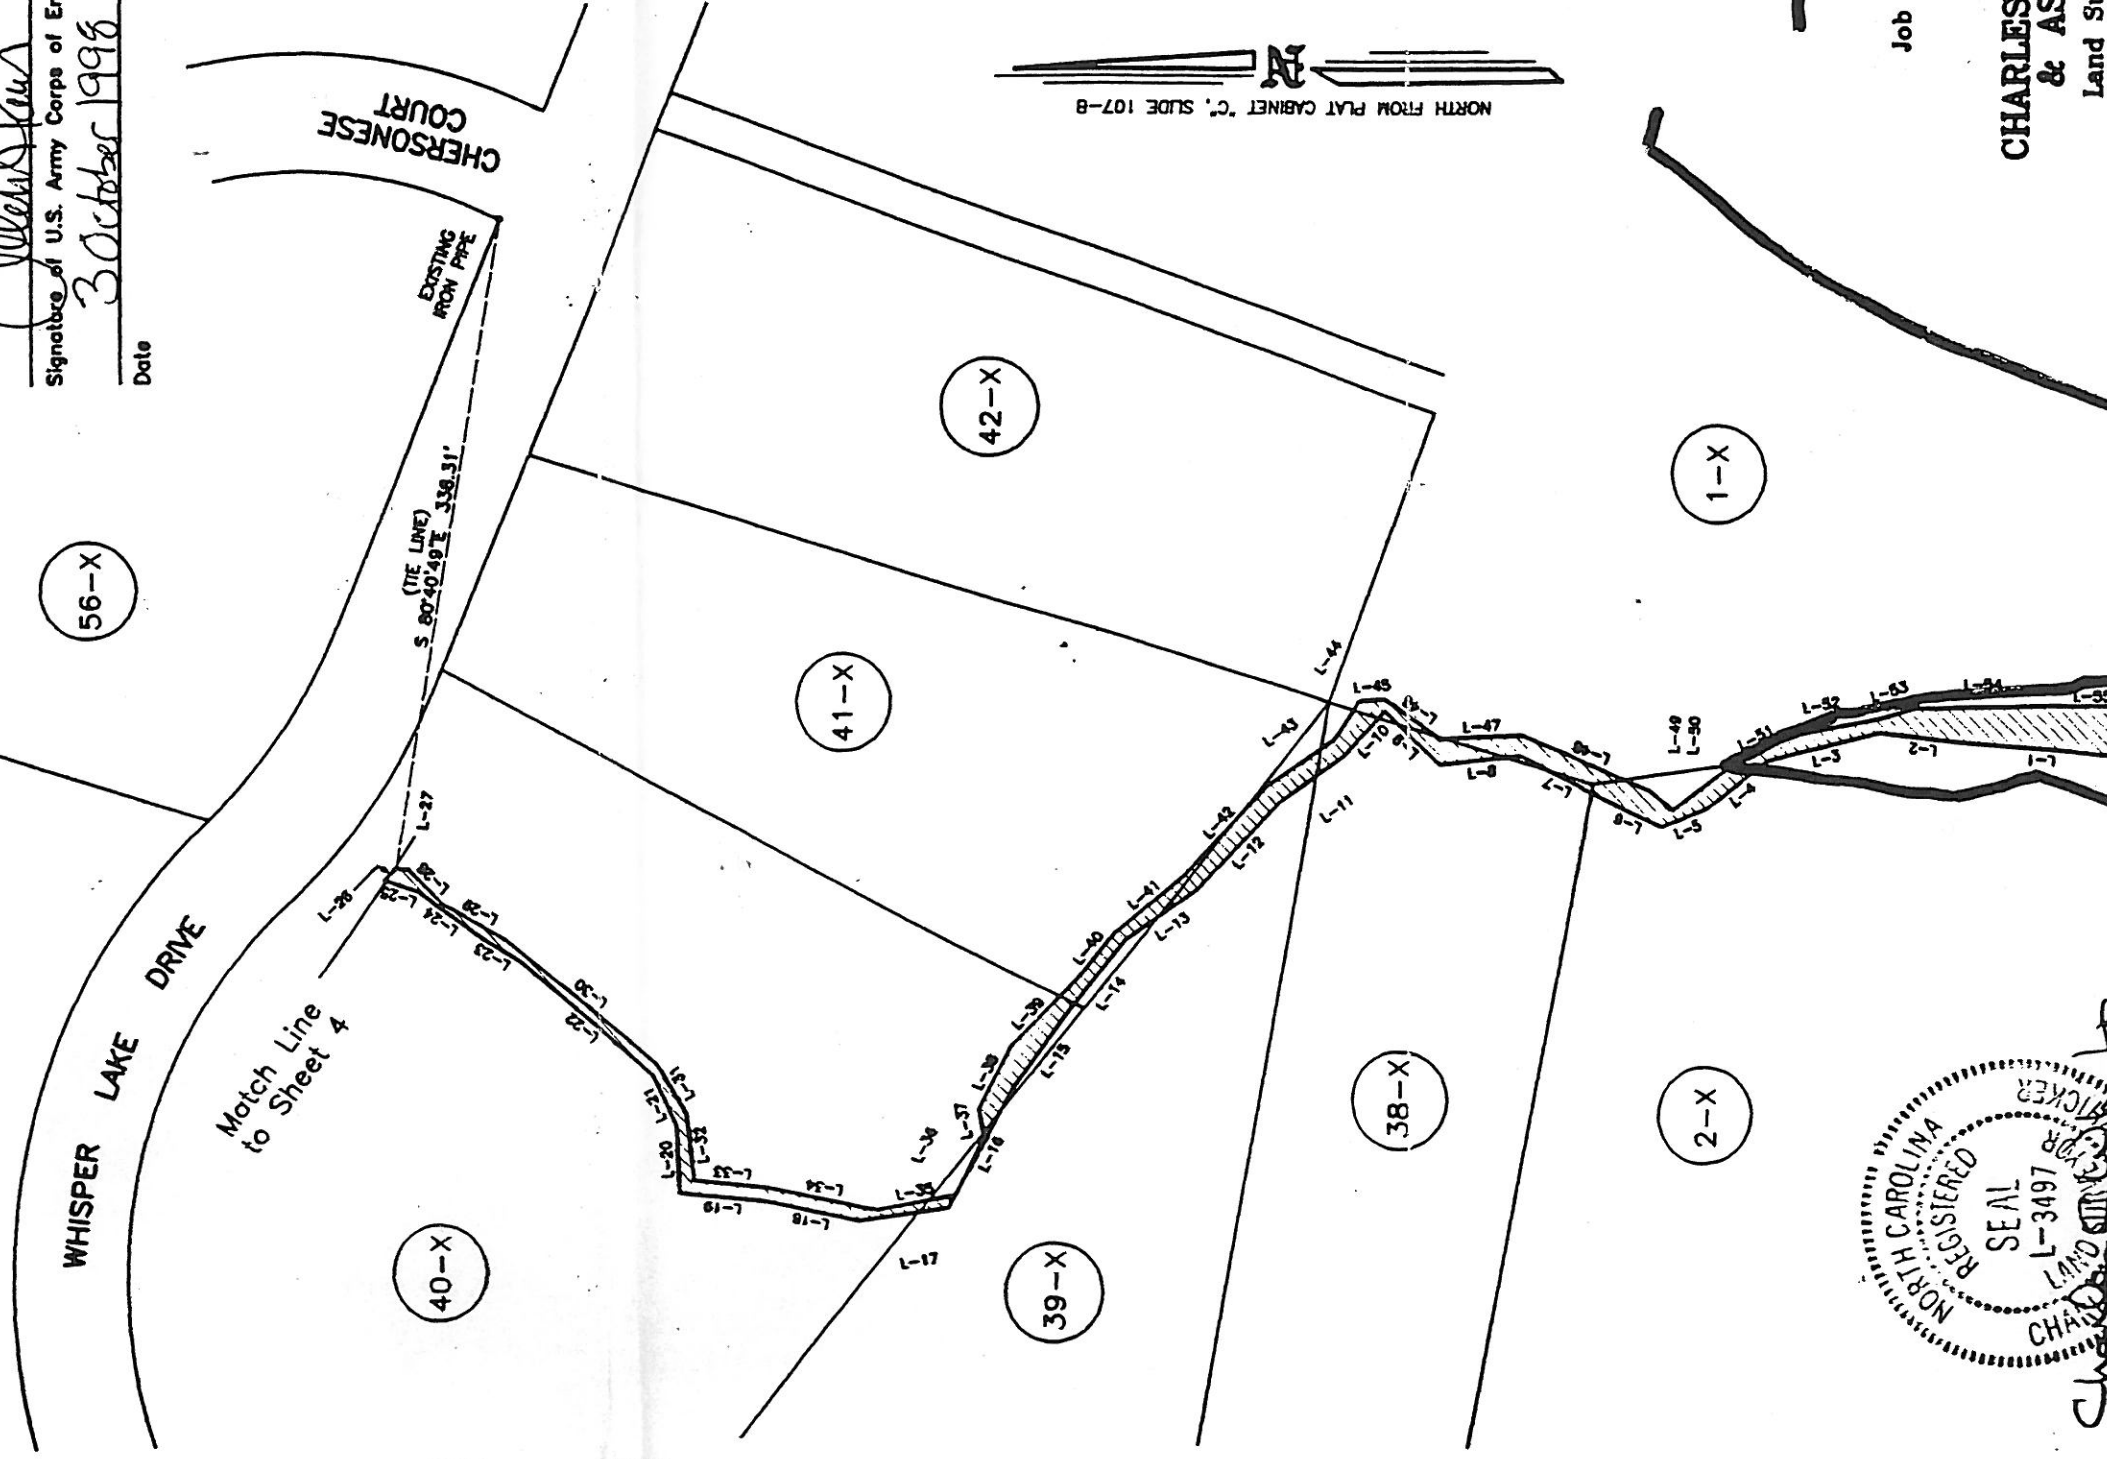 Signature of U.S. Army Corps of En
3 October 1998
Date
CHERSONESE
COURT
EXISTING
IRON PIPE
(TIE LINE)
S 80°40'49"E 338.31'
NORTH FROM PLAT CABINET "C", SLIDE 107-B
N
Job
CHARLES
& AS
Land Su
56-X
42-X
41-X
40-X
39-X
38-X
1-X
2-X
WHISPER LAKE DRIVE
Match Line
to Sheet 4
L-26
L-27
L-25
L-28
L-24
L-29
L-23
L-30
L-22
L-31
L-21
L-20
L-32
L-33
L-19
L-34
L-18
L-35
L-17
L-36
L-37
L-16
L-38
L-39
L-15
L-40
L-14
L-41
L-13
L-42
L-12
L-43
L-11
L-44
L-45
L-10
L-9
L-47
L-8
L-48
L-7
L-49
L-50
L-6
L-5
L-51
L-4
L-52
L-3
L-53
L-2
L-54
L-1
L-55
NORTH CAROLINA
REGISTERED
SEAL
L-3497
LAND SURVEYOR